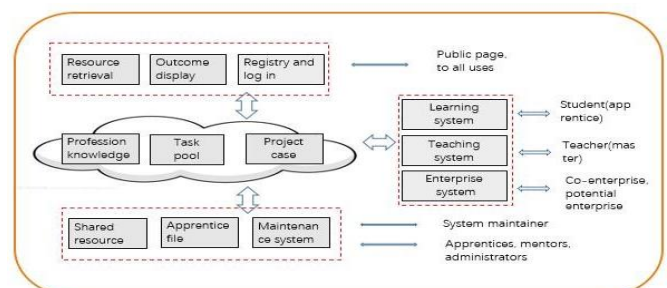 Resource
retrieval
Outcome
display
Registry and
log in
Public page,
to all uses
Profession
knowledge
Task
pool
Project
case
Learning
system
Student(app
rentice)
Teaching
system
Teacher(mas
ter)
Enterprise
system
Co-enterprise,
potential
enterprise
Shared
resource
Apprentice
file
Maintenan
ce system
System maintainer
Apprentices, mentors,
administrators